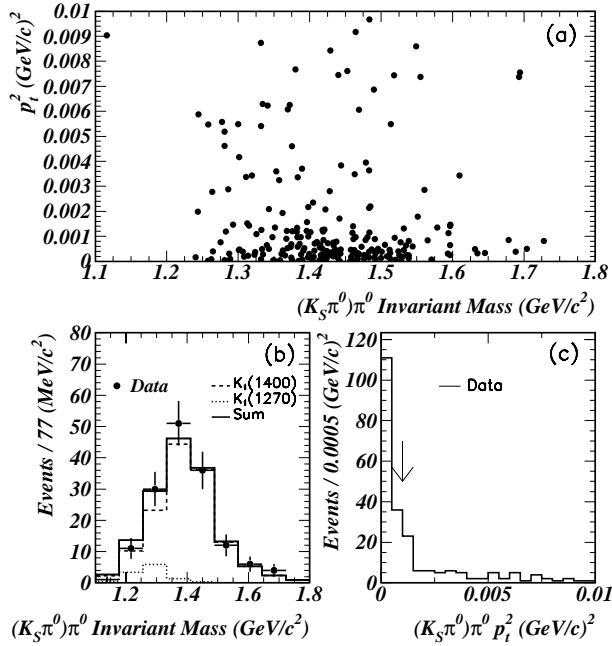 0.01
0.009
0.008
0.007
0.006
0.005
0.004
0.003
0.002
0.001
0
p_t^2 (GeV/c)^2
(a)
1.1 1.2 1.3 1.4 1.5 1.6 1.7 1.8
(K_Sπ^0)π^0 Invariant Mass (GeV/c^2)
80
70
60
50
40
30
20
10
0
Events / 77 (MeV/c^2)
(b)
Data
K_1(1400)
K_1(1270)
Sum
1.2 1.4 1.6 1.8
(K_Sπ^0)π^0 Invariant Mass (GeV/c^2)
120
100
80
60
40
20
0
Events / 0.0005 (GeV/c)^2
(c)
Data
0 0.005 0.01
(K_Sπ^0)π^0 p_t^2 (GeV/c)^2